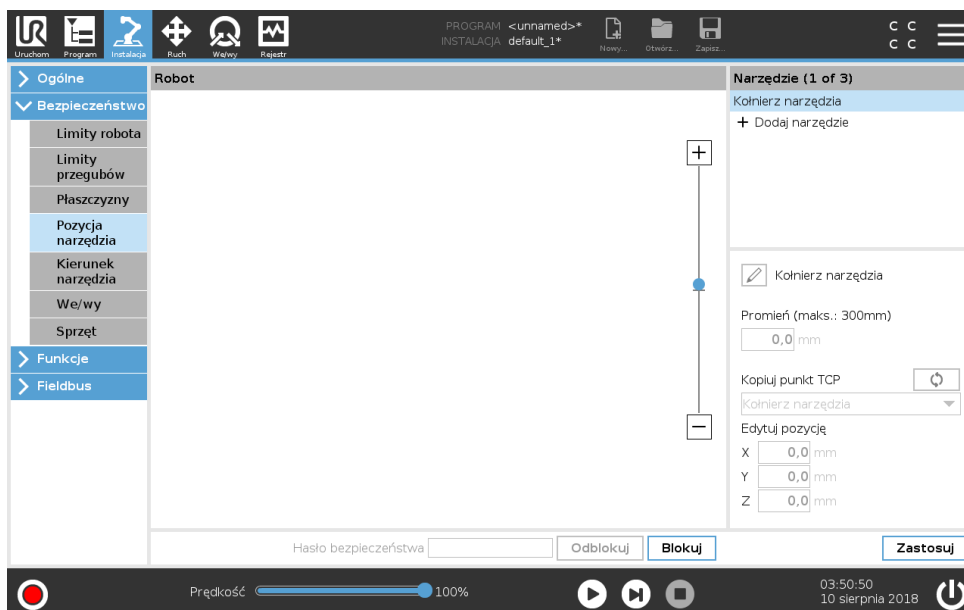 PROGRAM <unnamed>*
INSTALACJA default_1*
UR
Uruchom Program Instalacja Ruch We/wy Rejestr
Nowy... Otwórz... Zapisz...
C C
C C
Ogólne
Bezpieczeństwo
Limity robota
Limity
przegubów
Płaszczyzny
Pozycja
narzędzia
Kierunek
narzędzia
We/wy
Sprzęt
Funkcje
Fieldbus
Robot
Narzędzie (1 of 3)
Kołnierz narzędzia
+ Dodaj narzędzie
Kołnierz narzędzia
Promień (maks.: 300mm)
0,0 mm
Kopiuj punkt TCP
Kołnierz narzędzia
Edytuj pozycję
X 0,0 mm
Y 0,0 mm
Z 0,0 mm
Hasło bezpieczeństwa Odblokuj Blokuj
Zastosuj
Prędkość 100%
03:50:50
10 sierpnia 2018